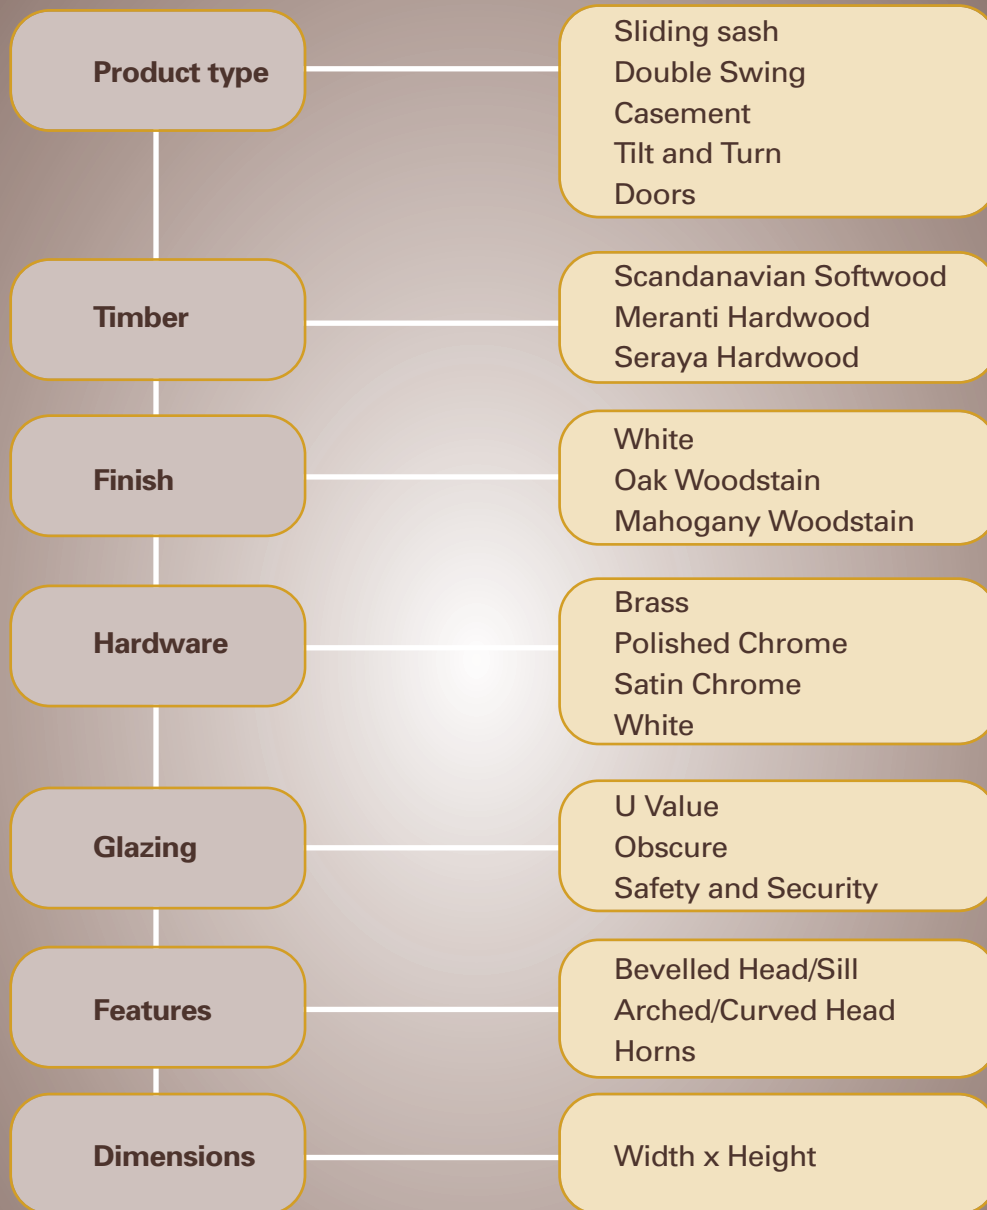 Product type
Sliding sash
Double Swing
Casement
Tilt and Turn
Doors
Timber
Scandanavian Softwood
Meranti Hardwood
Seraya Hardwood
Finish
White
Oak Woodstain
Mahogany Woodstain
Hardware
Brass
Polished Chrome
Satin Chrome
White
Glazing
U Value
Obscure
Safety and Security
Features
Bevelled Head/Sill
Arched/Curved Head
Horns
Dimensions
Width x Height